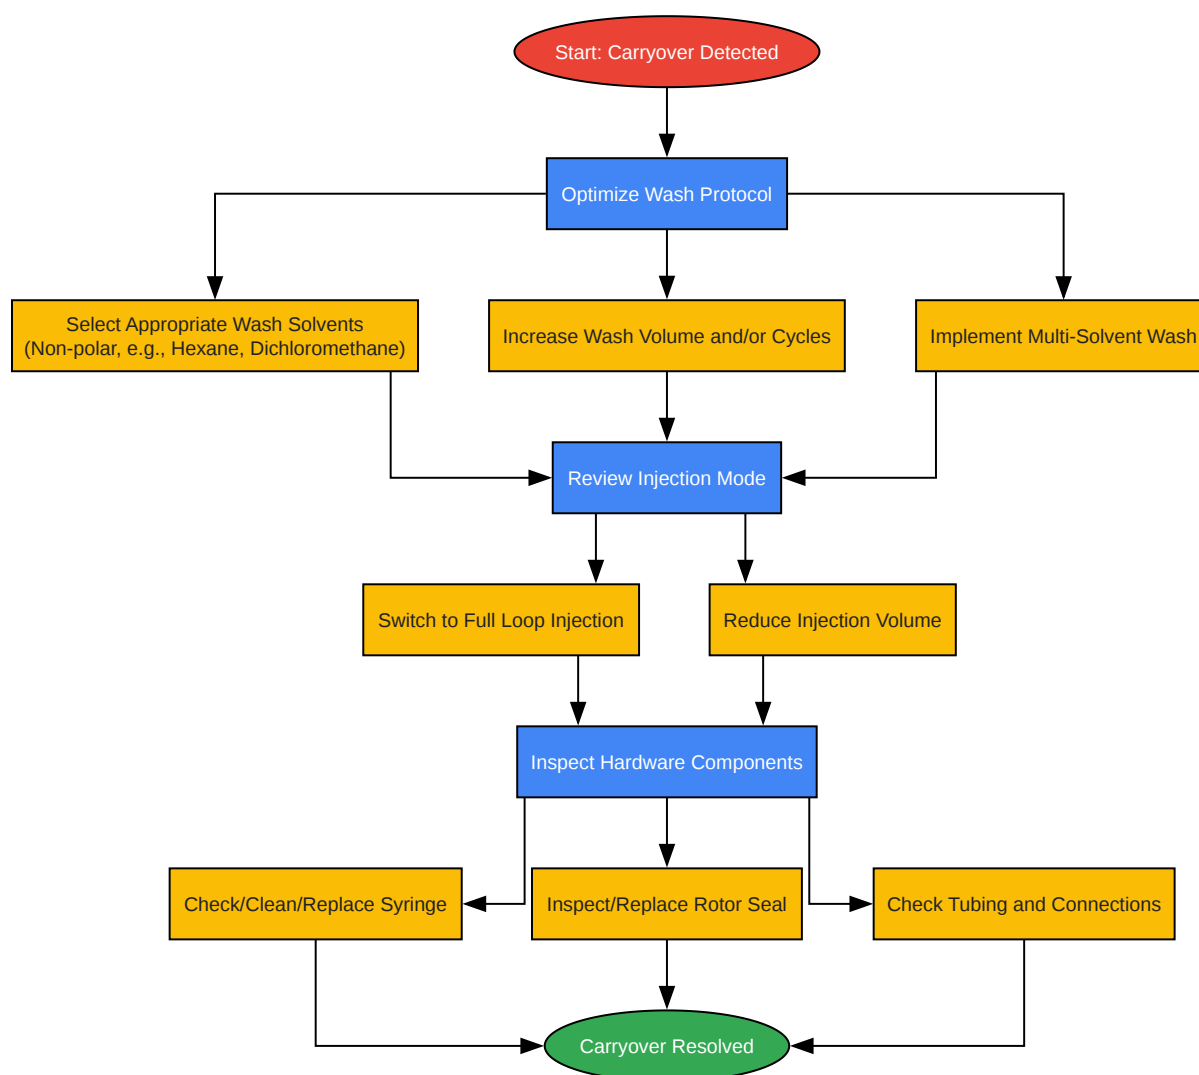 Start: Carryover Detected
Optimize Wash Protocol
Select Appropriate Wash Solvents
(Non-polar, e.g., Hexane, Dichloromethane)
Increase Wash Volume and/or Cycles
Implement Multi-Solvent Wash
Review Injection Mode
Switch to Full Loop Injection
Reduce Injection Volume
Inspect Hardware Components
Check/Clean/Replace Syringe
Inspect/Replace Rotor Seal
Check Tubing and Connections
Carryover Resolved